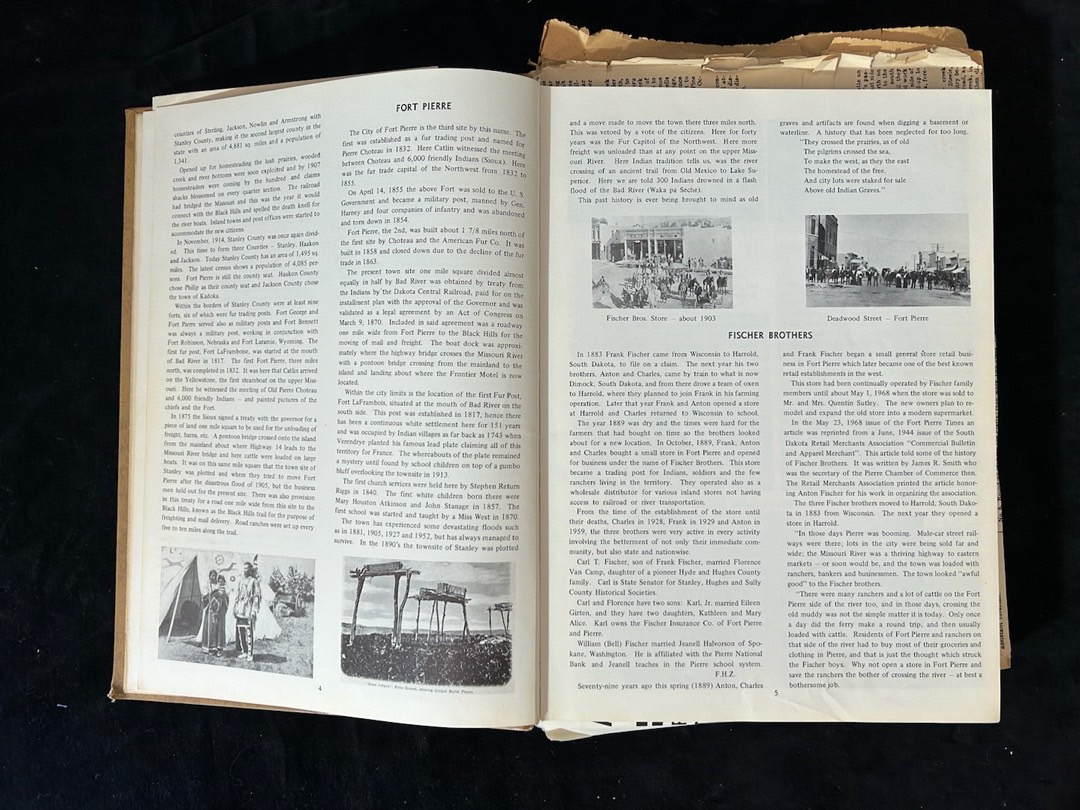 counties of Sterling, Jackson, Nowlin and Armstrong with
Stanley County, making it the second largest county in the
state with an area of 4,881 sq. miles and a population of
1,341.
Opened up for homesteading the lush prairies, wooded
creek and river bottoms were soon exploited and by 1907
homesteaders were coming by the hundred and claims
shacks blossomed on every quarter section. The railroad
had bridged the Missouri and this was the year it would
connect with the Black Hills and spelled the death knell for
the river boats. Inland towns and post offices were started to
accommodate the new citizens.
In November, 1914, Stanley County was once again divid-
ed. This time to form three Counties - Stanley, Haakon
and Jackson. Today Stanley County has an area of 1,495 sq.
miles. The latest census shows a population of 4,085 per-
sons. Fort Pierre is still the county seat. Haakon County
chose Philip as their county seat and Jackson County chose
the town of Kadoka.
Within the borders of Stanley County were at least nine
forts, six of which were fur trading posts. Fort George and
Fort Pierre served also as military posts and Fort Bennett
was always a military post, working in conjunction with
Fort Robinson, Nebraska and Fort Laramie, Wyoming. The
first fur post, Fort LaFramboise, was started at the mouth
of Bad River in 1817. The first Fort Pierre, three miles
north, was completed in 1832. It was here that Catlin arrived
on the Yellowstone, the first steamboat on the upper Miss-
ouri. Here he witnessed the meeting of Old Pierre Choteau
and 6,000 friendly Indians - and painted pictures of the
chiefs and the Fort.
In 1875 the Sioux signed a treaty with the governor for a
piece of land one mile square to be used for the unloading of
freight, barns, etc. A pontoon bridge crossed onto the island
from the mainland about where Highway 14 leads to the
Missouri River bridge and here cattle were loaded on large
boats. It was on this same mile square that the town site of
Stanley was plotted and where they tried to move Fort
Pierre after the disastrous flood of 1905, but the business
men held out for the present site. There was also provision
in this treaty for a road one mile wide from this site to the
Black Hills, known as the Black Hills trail for the purpose of
freighting and mail delivery. Road ranches were set up every
five to ten miles along the trail.
FORT PIERRE
The City of Fort Pierre is the third site by this name. The
first was established as a fur trading post and named for
Pierre Choteau in 1832. Here Catlin witnessed the meeting
between Choteau and 6,000 friendly Indians (Sioux). Here
was the fur trade capital of the Northwest from 1832 to
1855.
On April 14, 1855 the above Fort was sold to the U. S.
Government and became a military post, manned by Gen.
Harney and four companies of infantry and was abandoned
and torn down in 1854.
Fort Pierre, the 2nd, was built about 1 7/8 miles north of
the first site by Choteau and the American Fur Co. It was
built in 1858 and closed down due to the decline of the fur
trade in 1863.
The present town site one mile square divided almost
equally in half by Bad River was obtained by treaty from
the Indians by the Dakota Central Railroad, paid for on the
installment plan with the approval of the Governor and was
validated as a legal agreement by an Act of Congress on
March 9, 1870. Included in said agreement was a roadway
one mile wide from Fort Pierre to the Black Hills for the
moving of mail and freight. The boat dock was approxi-
mately where the highway bridge crosses the Missouri River
with a pontoon bridge crossing from the mainland to the
island and landing about where the Frontier Motel is now
located.
Within the city limits is the location of the first Fur Post,
Fort LaFrambois, situated at the mouth of Bad River on the
south side. This post was established in 1817, hence there
has been a continuous white settlement here for 151 years
and was occupied by Indian villages as far back as 1743 when
Verendrye planted his famous lead plate claiming all of this
territory for France. The whereabouts of the plate remained
a mystery until found by school children on top of a gumbo
bluff overlooking the townsite in 1913.
The first church services were held here by Stephen Return
Riggs in 1840. The first white children born there were
Mary Houston Atkinson and John Stanage in 1857. The
first school was started and taught by a Miss West in 1870.
The town has experienced some devastating floods such
as in 1881, 1905, 1927 and 1952, but has always managed to
survive. In the 1890's the townsite of Stanley was plotted
4
and a move made to move the town there three miles north.
This was vetoed by a vote of the citizens. Here for forty
years was the Fur Capitol of the Northwest. Here more
freight was unloaded than at any point on the upper Miss-
ouri River. Here Indian tradition tells us, was the river
crossing of an ancient trail from Old Mexico to Lake Su-
perior. Here we are told 300 Indians drowned in a flash
flood of the Bad River (Waka pa Seche).
This past history is ever being brought to mind as old
graves and artifacts are found when digging a basement or
waterline. A history that has been neglected for too long.
"They crossed the prairies, as of old
The pilgrims crossed the sea,
To make the west, as they the east
The homestead of the free.
And city lots were staked for sale
Above old Indian Graves."
Fischer Bros. Store - about 1903
Deadwood Street - Fort Pierre
FISCHER BROTHERS
In 1883 Frank Fischer came from Wisconsin to Harrold,
South Dakota, to file on a claim. The next year his two
brothers, Anton and Charles, came by train to what is now
Dimock, South Dakota, and from there drove a team of oxen
to Harrold, where they planned to join Frank in his farming
operation. Later that year Frank and Anton opened a store
at Harrold and Charles returned to Wisconsin to school.
The year 1889 was dry and the times were hard for the
farmers that had bought on time so the brothers looked
about for a new location. In October, 1889, Frank, Anton
and Charles bought a small store in Fort Pierre and opened
for business under the name of Fischer Brothers. This store
became a trading post for Indians, soldiers and the few
ranchers living in the territory. They operated also as a
wholesale distributor for various island stores not having
access to railroad or river transportation.
From the time of the establishment of the store until
their deaths, Charles in 1928, Frank in 1929 and Anton in
1959, the three brothers were very active in every activity
involving the betterment of not only their immediate com-
munity, but also state and nationwise.
Carl T. Fischer, son of Frank Fischer, married Florence
Van Camp, daughter of a pioneer Hyde and Hughes County
family. Carl is State Senator for Stanley, Hughes and Sully
County Historical Societies.
Carl and Florence have two sons: Karl, Jr. married Eileen
Girten, and they have two daughters, Kathleen and Mary
Alice. Karl owns the Fischer Insurance Co. of Fort Pierre
and Pierre.
William (Bell) Fischer married Jeanell Halvorson of Spo-
kane, Washington. He is affiliated with the Pierre National
Bank and Jeanell teaches in the Pierre school system.
F.H.Z.
Seventy-nine years ago this spring (1889) Anton, Charles
and Frank Fischer began a small general store retail busi-
ness in Fort Pierre which later became one of the best known
retail establishments in the west.
This store had been continually operated by Fischer family
members until about May 1, 1968 when the store was sold to
Mr. and Mrs. Quentin Sutley. The new owners plan to re-
model and expand the old store into a modern supermarket.
In the May 23, 1968 issue of the Fort Pierre Times an
article was reprinted from a June, 1944 issue of the South
Dakota Retail Merchants Association "Commercial Bulletin
and Apparel Merchant". This article told some of the history
of Fischer Brothers. It was written by James R. Smith who
was the secretary of the Pierre Chamber of Commerce then.
The Retail Merchants Association printed the article honor-
ing Anton Fischer for his work in organizing the association.
The three Fischer brothers moved to Harrold, South Dako-
ta in 1883 from Wisconsin. The next year they opened a
store in Harrold.
"In those days Pierre was booming. Mule-car street rail-
ways were there; lots in the city were being sold far and
wide; the Missouri River was a thriving highway to eastern
markets - or soon would be, and the town was loaded with
ranchers, bankers and businessmen. The town looked "awful
good" to the Fischer brothers.
"There were many ranchers and a lot of cattle on the Fort
Pierre side of the river too, and in those days, crossing the
old muddy was not the simple matter it is today. Only once
a day did the ferry make a round trip, and then usually
loaded with cattle. Residents of Fort Pierre and ranchers on
that side of the river had to buy most of their groceries and
clothing in Pierre, and that is just the thought which struck
the Fischer boys. Why not open a store in Fort Pierre and
save the ranchers the bother of crossing the river - at best a
bothersome job.
5